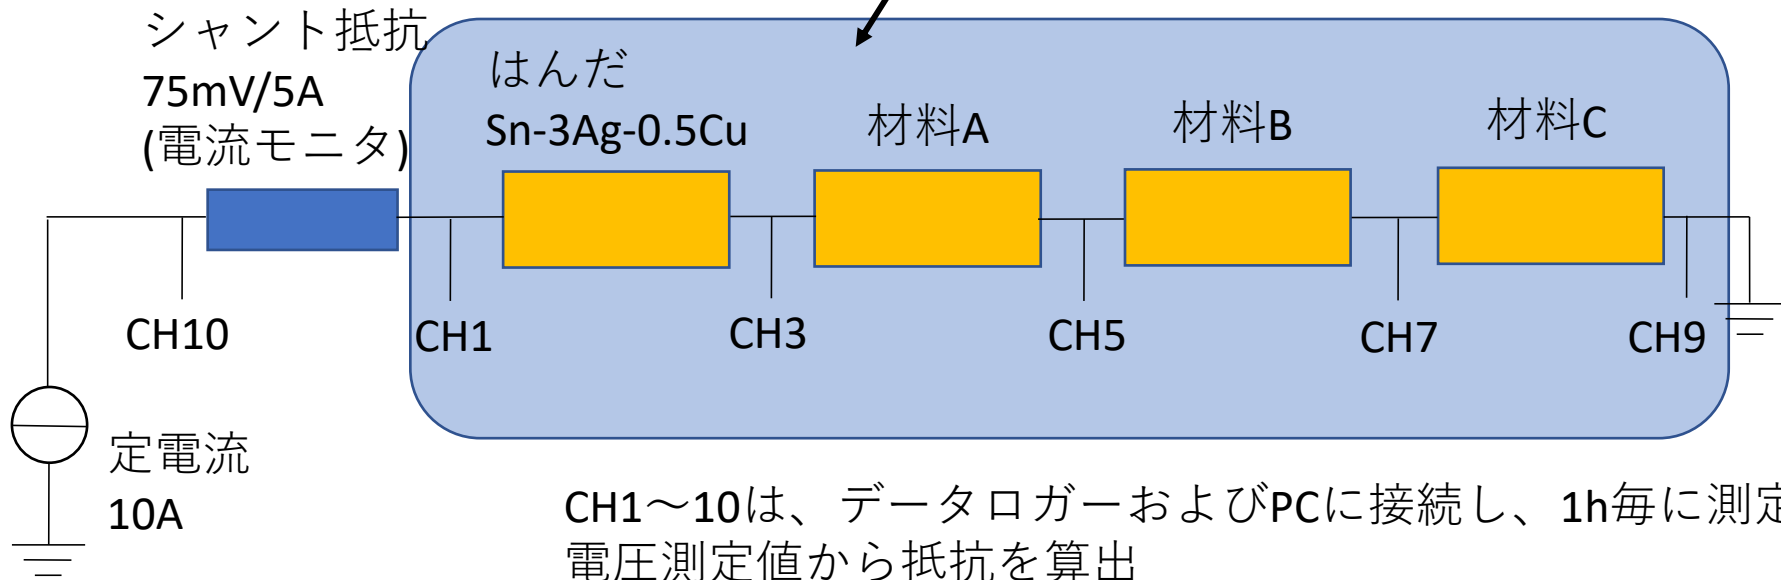 シャント抵抗
75mV/5A
(電流モニタ)
はんだ
Sn-3Ag-0.5Cu
材料A
材料B
材料C
CH10
CH1
CH3
CH5
CH7
CH9
定電流
10A
CH1～10は、データロガーおよびPCに接続し、1h毎に測定
電圧測定値から抵抗を算出